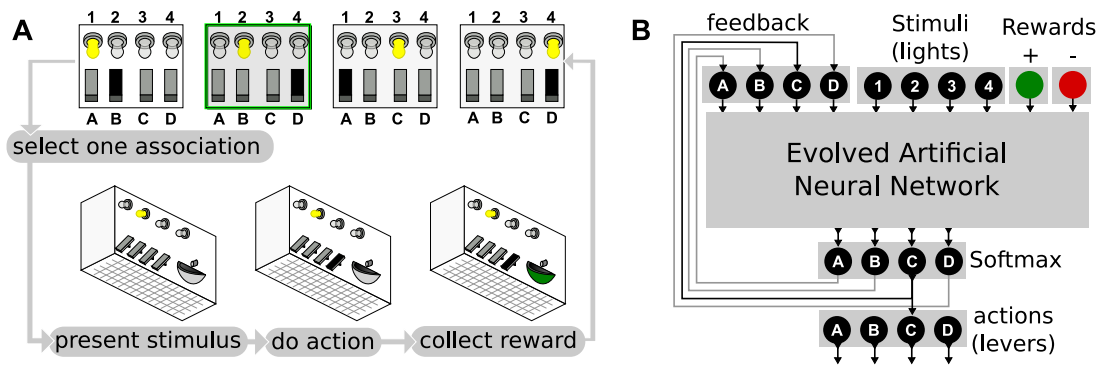 A
1 2 3 4
1 2 3 4
1 2 3 4
1 2 3 4
A B C D
A B C D
A B C D
A B C D
select one association
present stimulus
do action
collect reward
B
feedback
Stimuli
(lights)
Rewards
+ -
A B C D
1 2 3 4
Evolved Artificial
Neural Network
A B C D
Softmax
A B C D
actions
(levers)